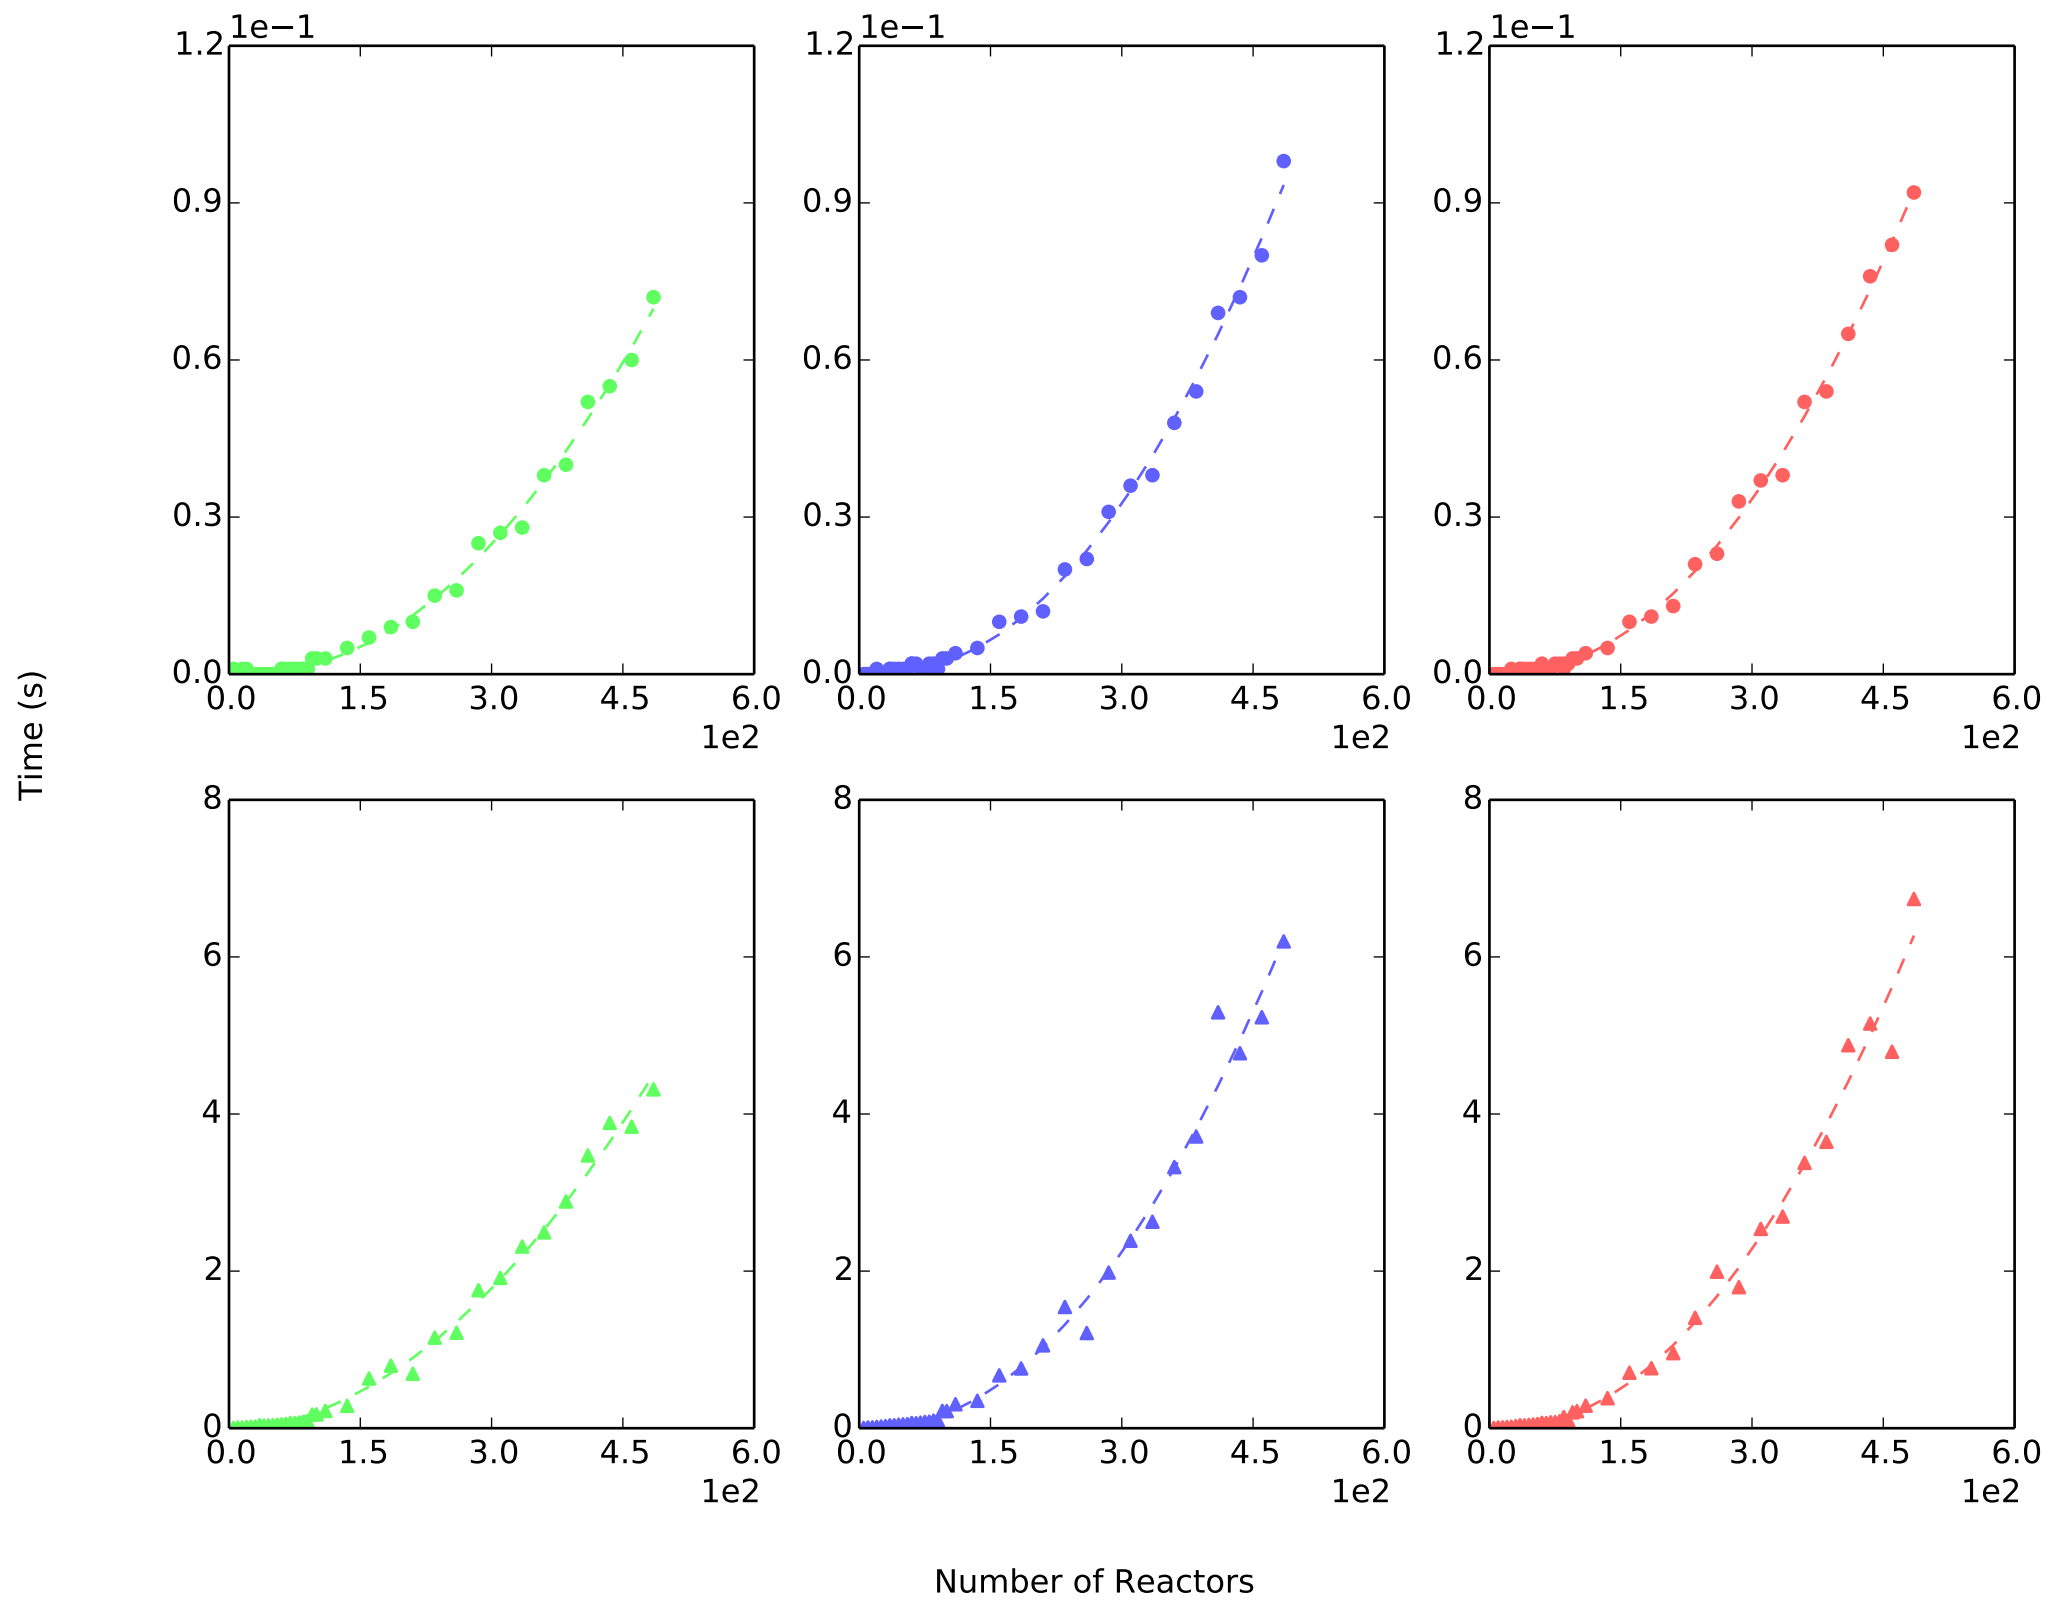 1e−1 1e−1 1e−1
1.2 1.2 1.2
0.9 0.9 0.9
0.6 0.6 0.6
0.3 0.3 0.3
0.0 0.0 0.0
0.0 1.5 3.0 4.5 6.0 0.0 1.5 3.0 4.5 6.0 0.0 1.5 3.0 4.5 6.0
1e2 1e2 1e2
Time (s)
8 8 8
6 6 6
4 4 4
2 2 2
0 0 0
0.0 1.5 3.0 4.5 6.0 0.0 1.5 3.0 4.5 6.0 0.0 1.5 3.0 4.5 6.0
1e2 1e2 1e2
Number of Reactors